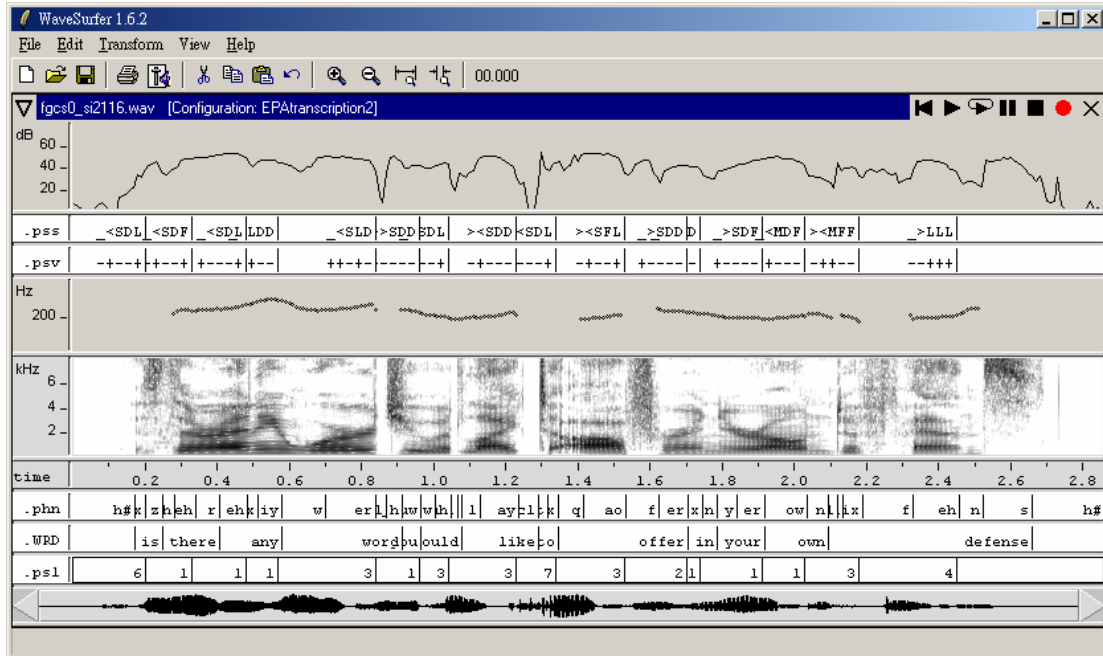 WaveSurfer 1.6.2
File Edit Transform View Help
00.000
fgcs0_si2116.wav [Configuration: EPAtranscription2]
dB
60
40
20
.pss _<SDL _<SDF _<SDL LDD _<SLD >SDD SDL ><SDD <SDL ><SFL _>SDD D _>SDF <MDF ><MFF _>LLL
.psv -+--+ +--+ +----+ +-- ++-+- ---- --+ -+--- ---+ -+--+ +---- - -+---- +--- -++-- --+++
Hz
200
kHz
6
4
2
time 0.2 0.4 0.6 0.8 1.0 1.2 1.4 1.6 1.8 2.0 2.2 2.4 2.6 2.8
.phn h# z eh r eh iy w er l ay q ao f er n y er ow n ix f eh n s h#
.WRD is there any word would like to offer in your own defense
.psl 6 1 1 1 3 1 3 3 7 3 2 1 1 1 3 4